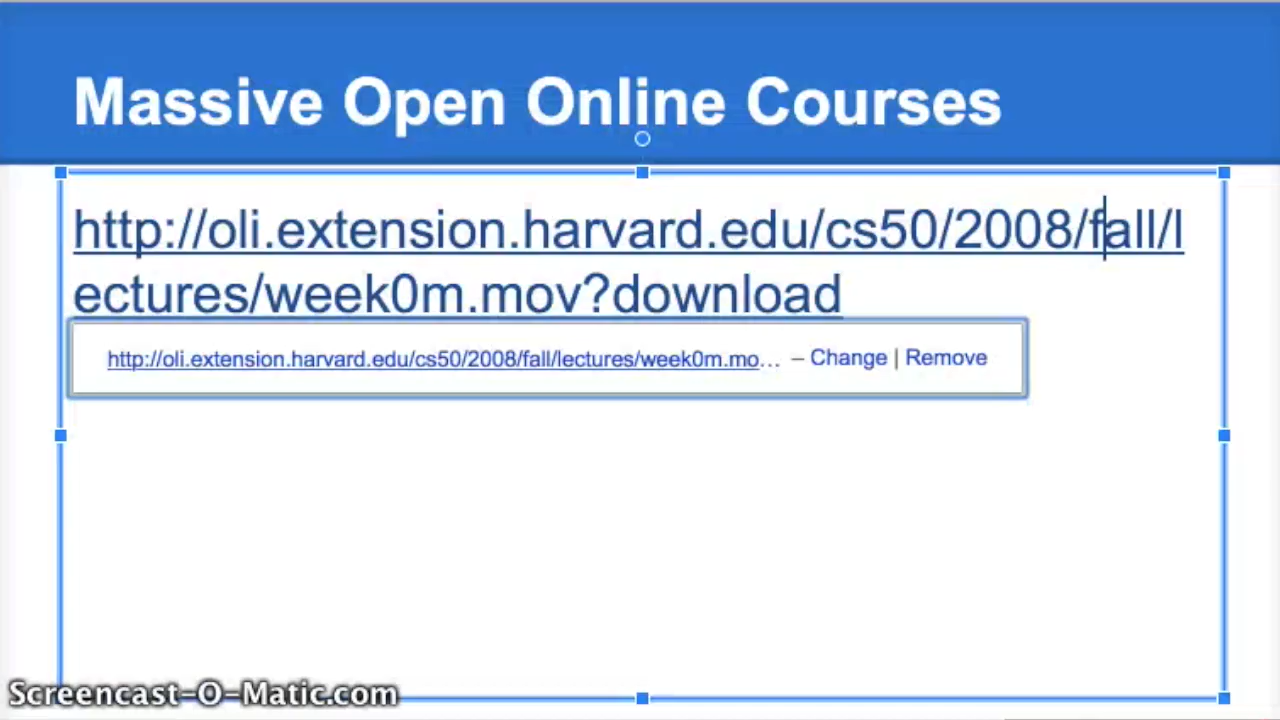 Massive Open Online Courses
http://oli.extension.harvard.edu/cs50/2008/fall/l
ectures/week0m.mov?download
http://oli.extension.harvard.edu/cs50/2008/fall/lectures/week0m.mo... – Change | Remove
Screencast-O-Matic.com